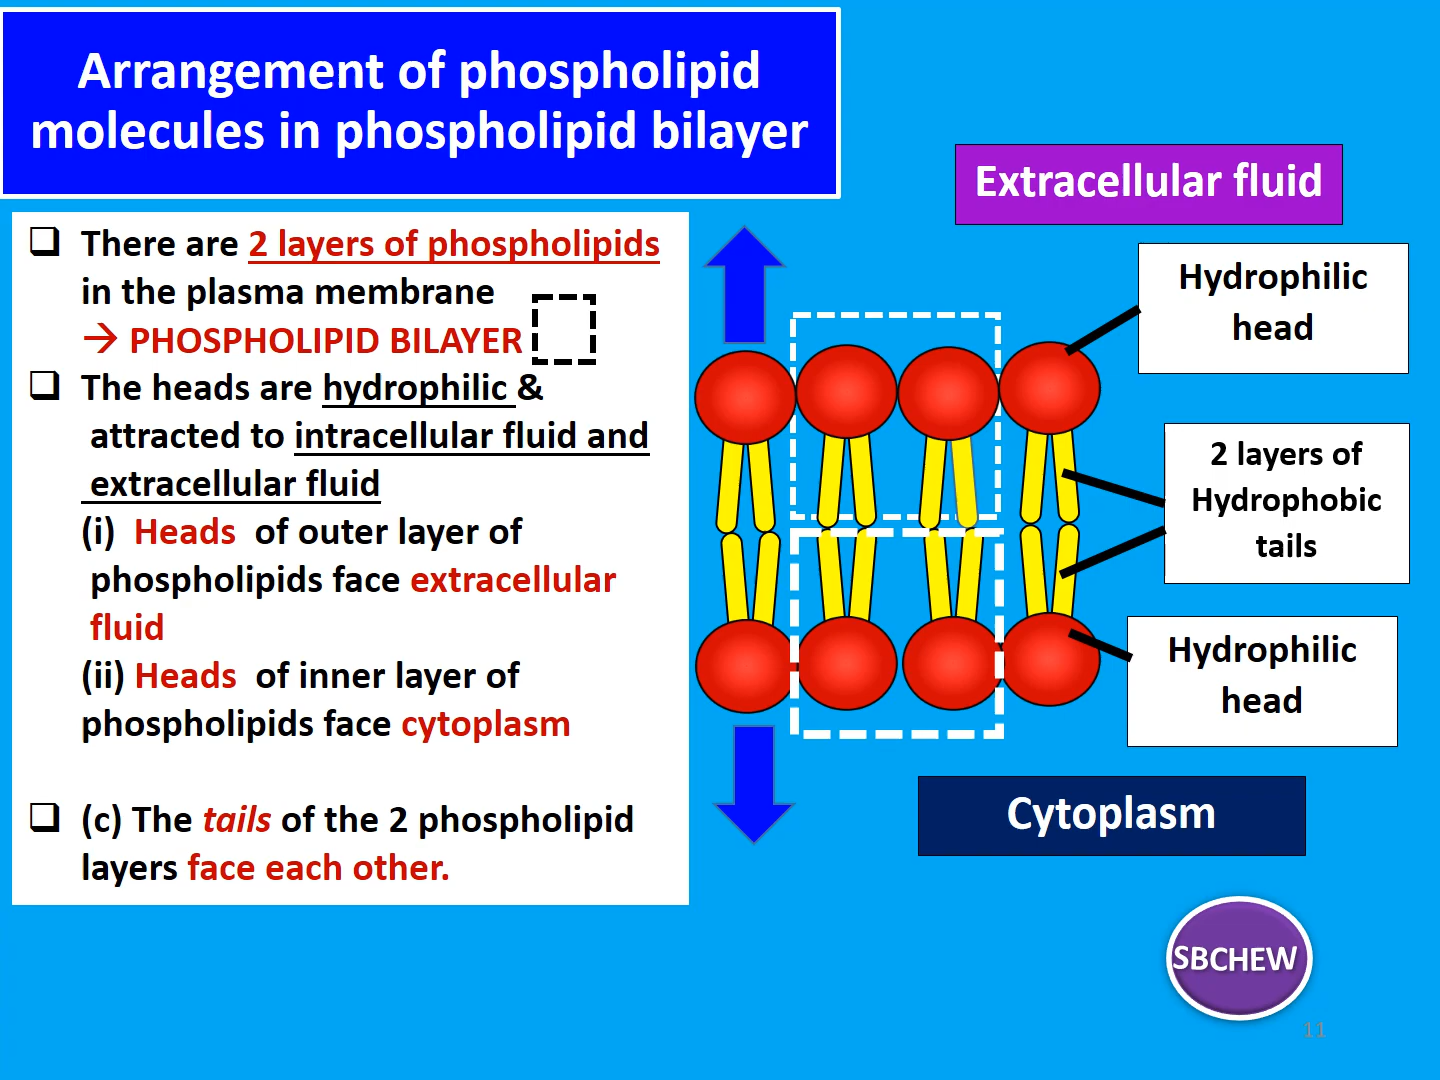 Arrangement of phospholipid
molecules in phospholipid bilayer
❑ There are 2 layers of phospholipids
in the plasma membrane
→ PHOSPHOLIPID BILAYER
❑ The heads are hydrophilic &
attracted to intracellular fluid and
extracellular fluid
(i) Heads of outer layer of
phospholipids face extracellular
fluid
(ii) Heads of inner layer of
phospholipids face cytoplasm
❑ (c) The tails of the 2 phospholipid
layers face each other.
Extracellular fluid
Hydrophilic
head
2 layers of
Hydrophobic
tails
Hydrophilic
head
Cytoplasm
SBCHEW
11